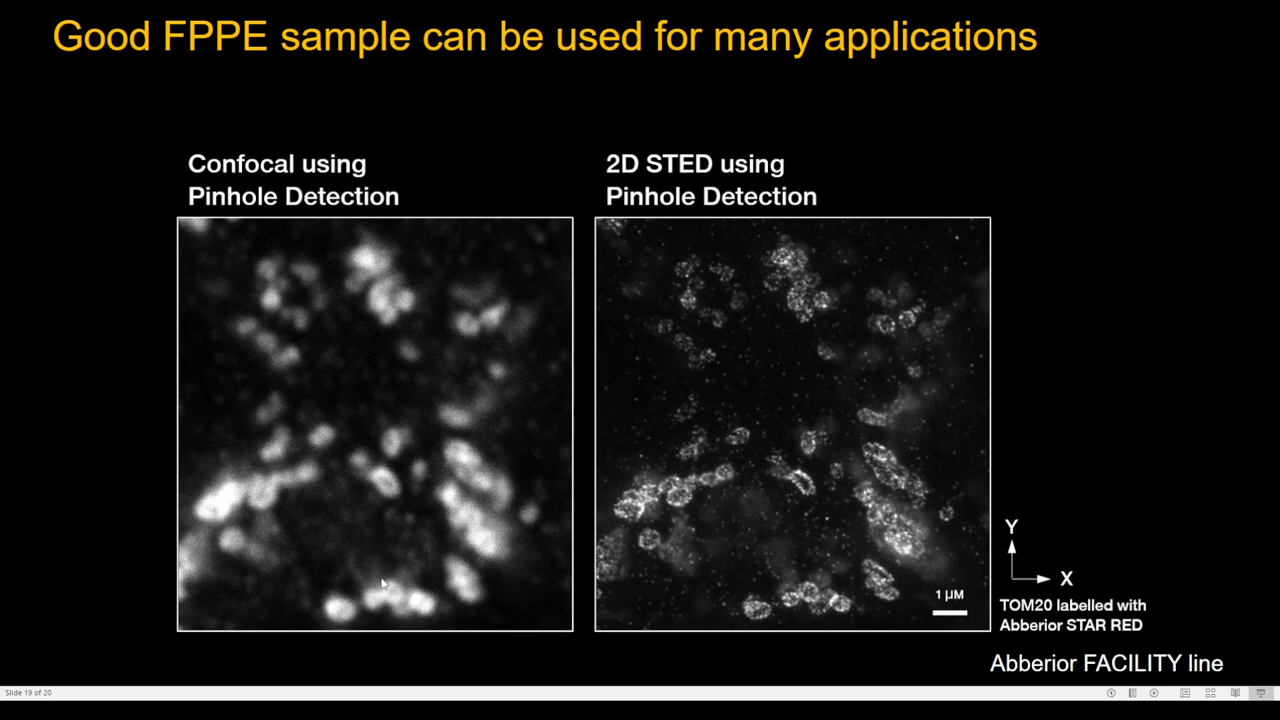 Good FPPE sample can be used for many applications
Confocal using
Pinhole Detection
2D STED using
Pinhole Detection
1 µM
Y
X
TOM20 labelled with
Abberior STAR RED
Abberior FACILITY line
Slide 19 of 20